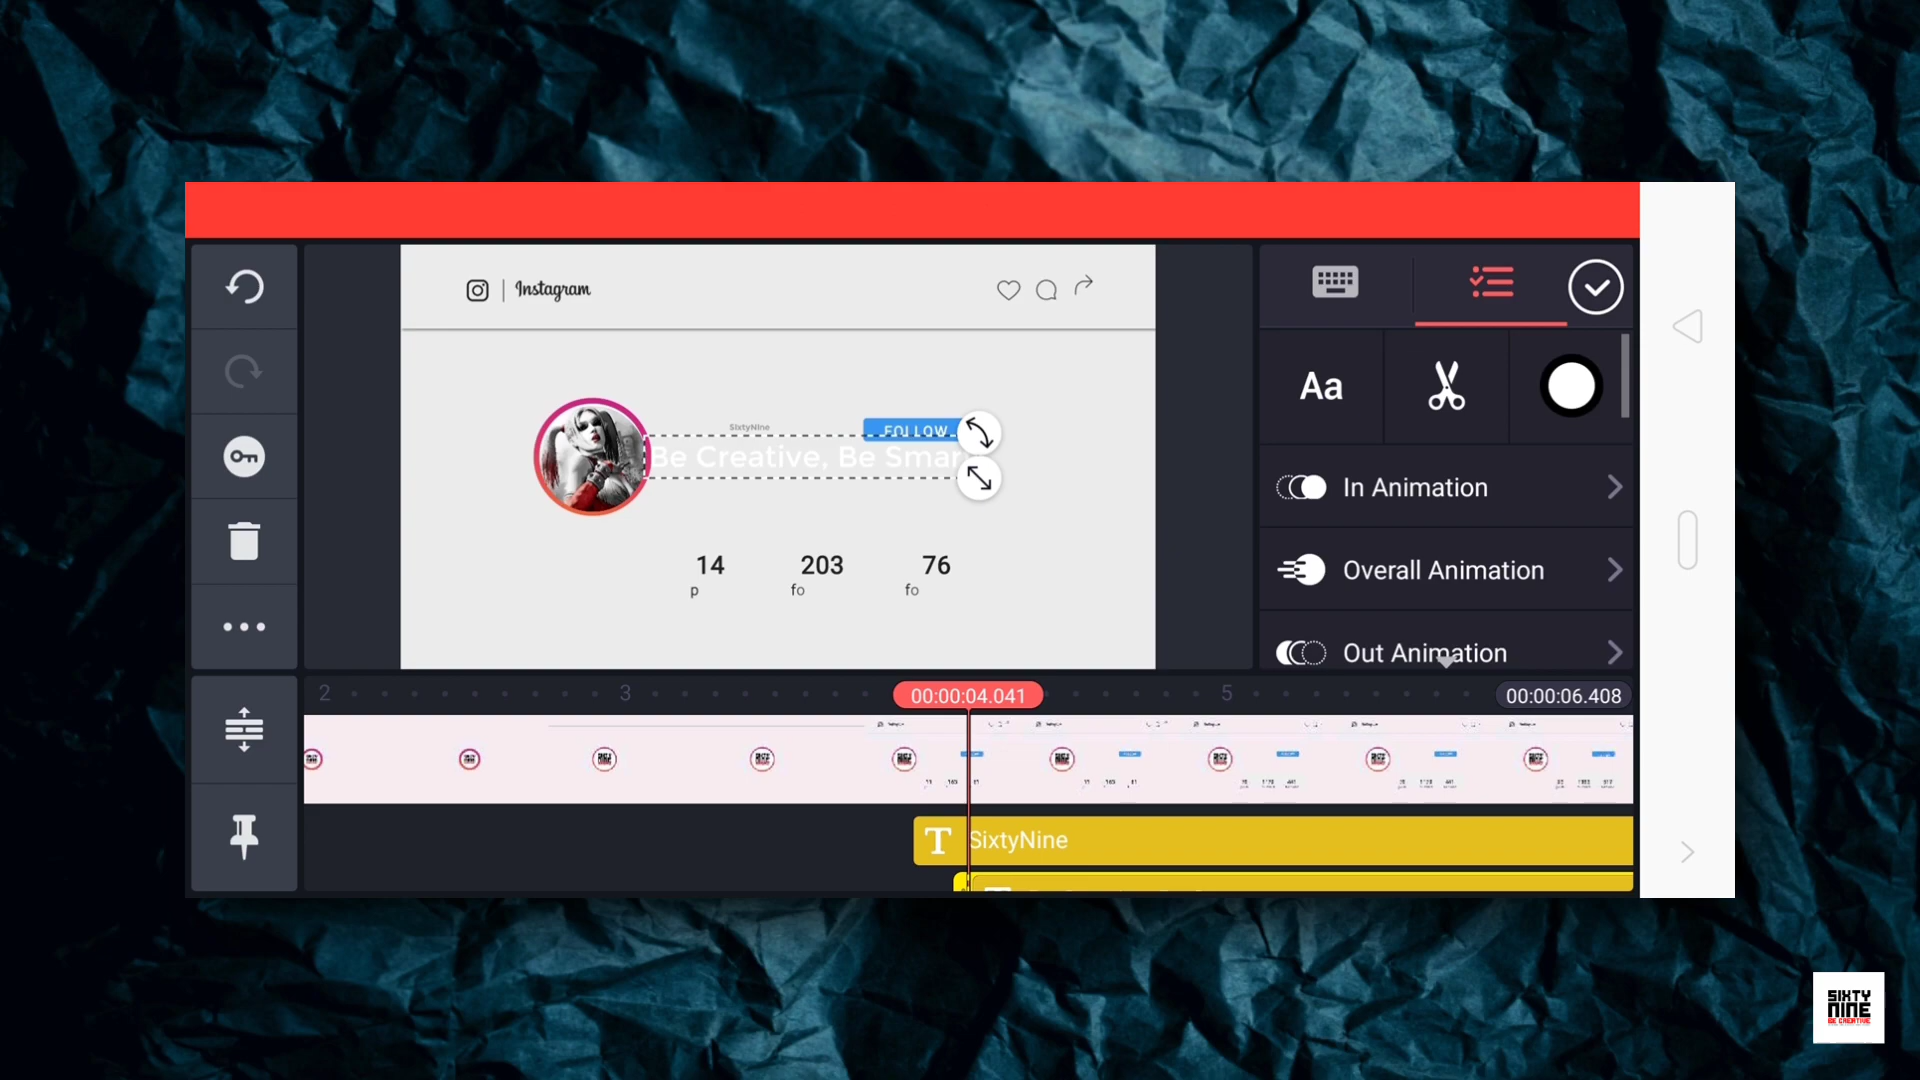 Instagram
SixtyNine
FOLLOW
Be Creative, Be Smar
14
203
76
p
fo
fo
Aa
In Animation
Overall Animation
Out Animation
2
3
00:00:04.041
5
00:00:06.408
T SixtyNine
SIXTY
NINE
BE CREATIVE